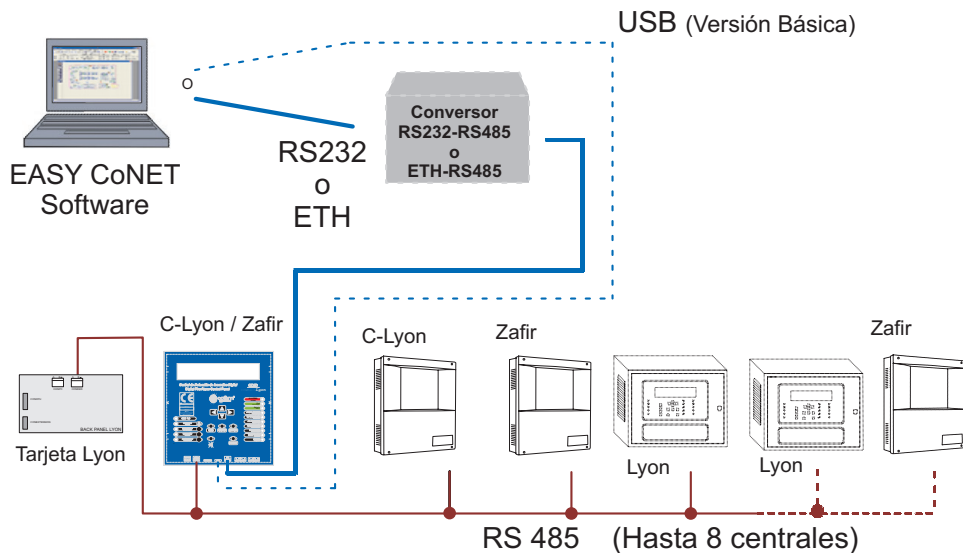 USB (Versión Básica)
O
Conversor
RS232-RS485
o
ETH-RS485
RS232
o
ETH
EASY CoNET
Software
C-Lyon / Zafir
C-Lyon
Zafir
Zafir
BACK PANEL LYON
Tarjeta Lyon
Lyon
Lyon
RS 485 (Hasta 8 centrales)